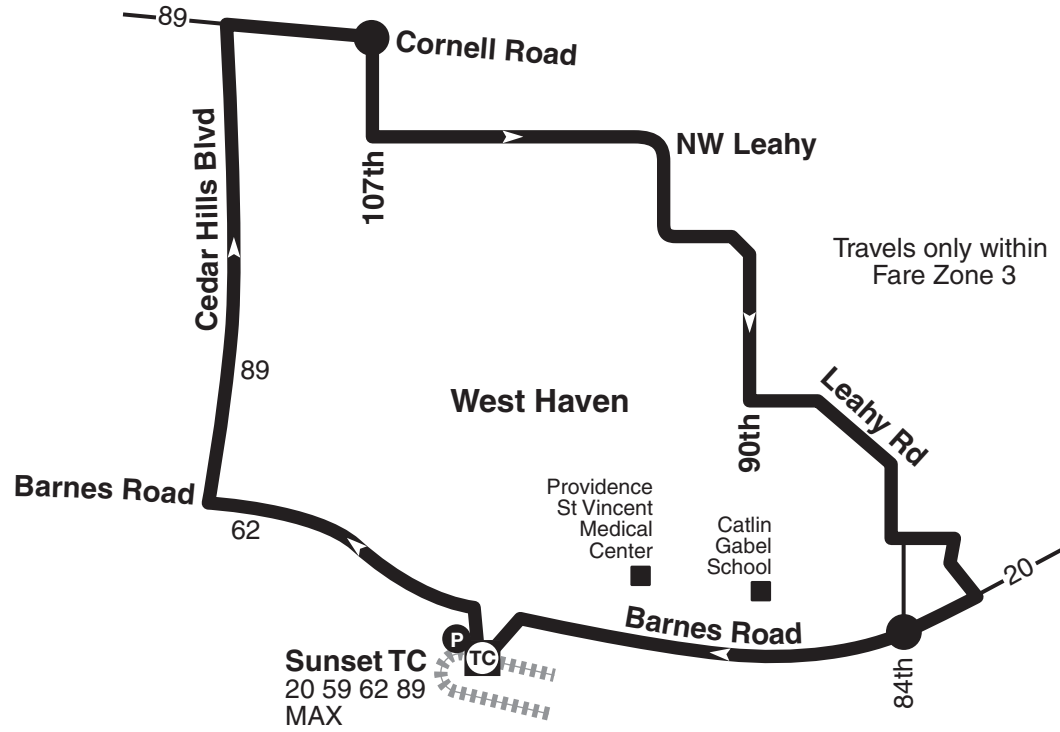 89
Cornell Road
NW Leahy
107th
Cedar Hills Blvd
Travels only within
Fare Zone 3
89
West Haven
Leahy Rd
90th
Barnes Road
62
Providence
St Vincent
Medical
Center
Catlin
Gabel
School
20
Barnes Road
P
TC
Sunset TC
20 59 62 89
MAX
84th